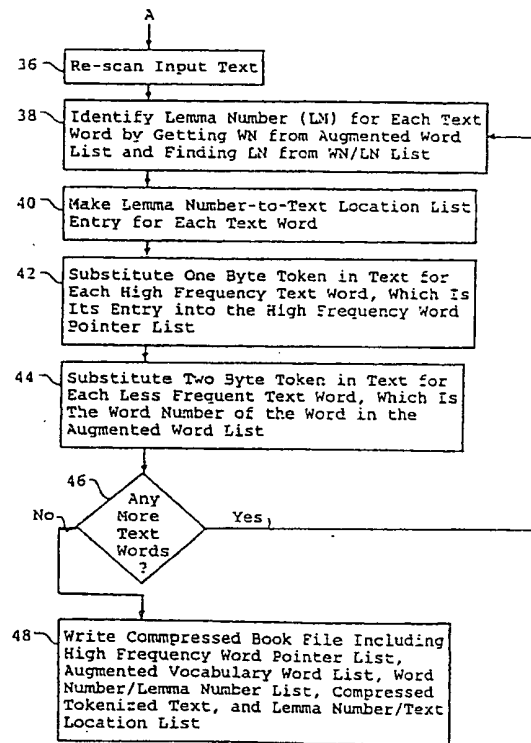 A
36 Re-scan Input Text
38 Identify Lemma Number (LN) for Each Text
Word by Getting WN from Augmented Word
List and Finding LN from WN/LN List
40 Make Lemma Number-to-Text Location List
Entry for Each Text Word
42 Substitute One Byte Token in Text for
Each High Frequency Text Word, Which Is
Its Entry into the High Frequency Word
Pointer List
44 Substitute Two Byte Token in Text for
Each Less Frequent Text Word, Which Is
The Word Number of the Word in the
Augmented Word List
46
Any
More
Text
Words
?
No
Yes
48 Write Commpressed Book File Including
High Frequency Word Pointer List,
Augmented Vocabulary Word List, Word
Number/Lemma Number List, Compressed
Tokenized Text, and Lemma Number/Text
Location List